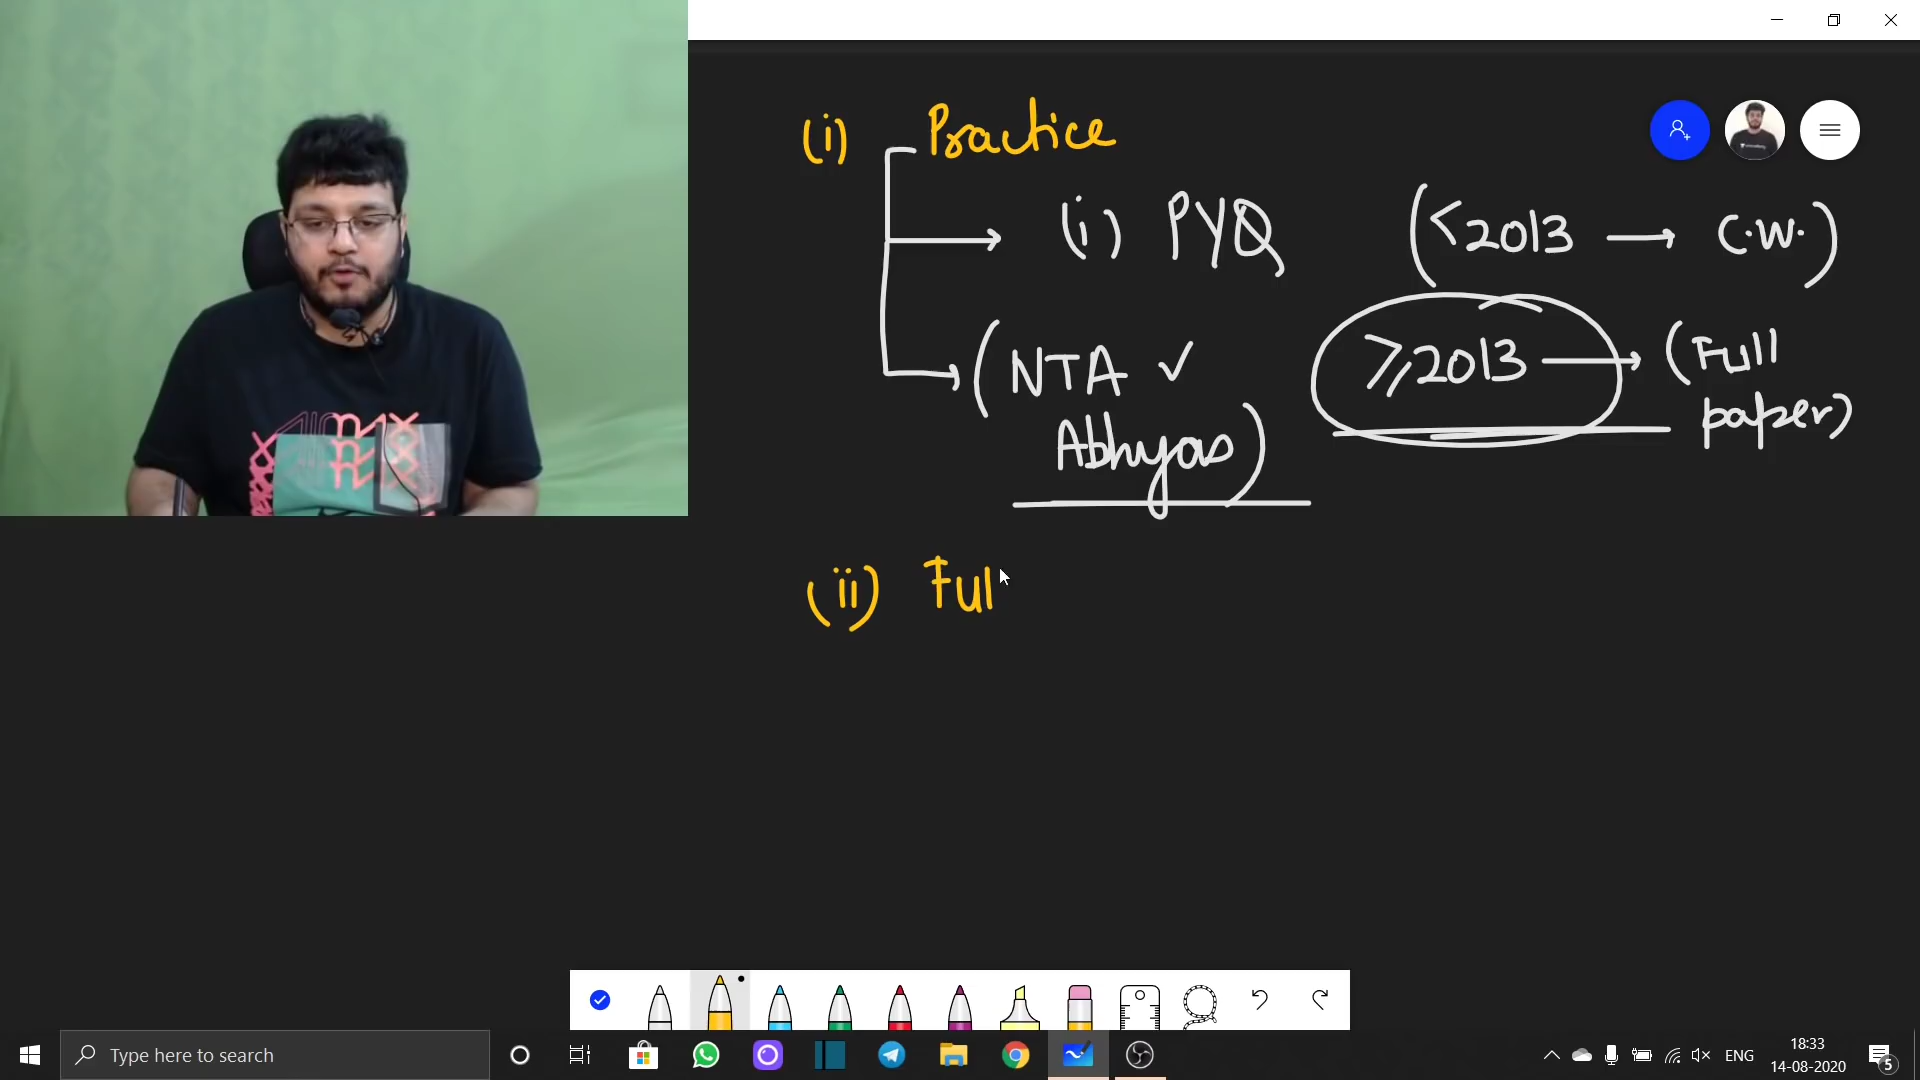 (i) Practice
(i) PYQ (<2013 → C.W.)
(NTA ✓ ≥2013 → (Full
Abhyas) paper)
(ii) Ful
Type here to search
ENG
18:33
14-08-2020
5